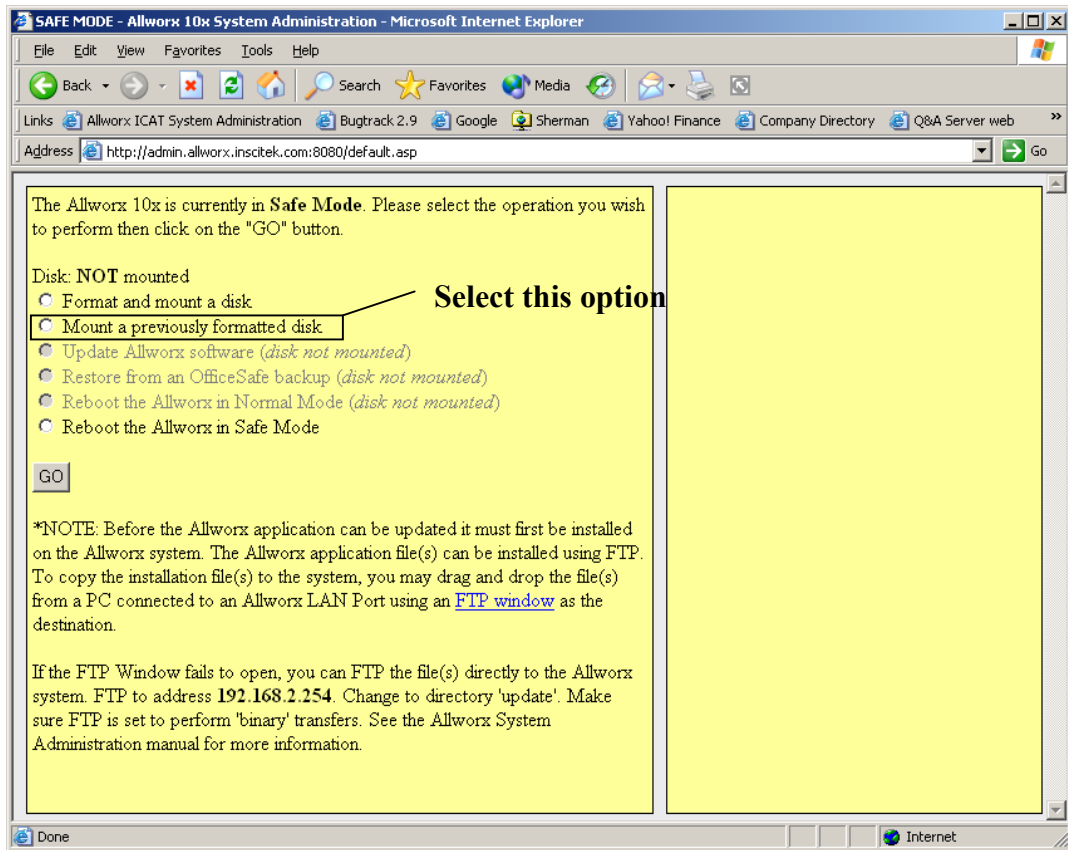 SAFE MODE - Allworx 10x System Administration - Microsoft Internet Explorer
File Edit View Favorites Tools Help
Back Search Favorites Media
Links Allworx ICAT System Administration Bugtrack 2.9 Google Sherman Yahoo! Finance Company Directory Q&A Server web »
Address http://admin.allworx.inscitek.com:8080/default.asp Go
The Allworx 10x is currently in Safe Mode. Please select the operation you wish
to perform then click on the "GO" button.
Disk: NOT mounted
Format and mount a disk
Select this option
Mount a previously formatted disk
Update Allworx software (disk not mounted)
Restore from an OfficeSafe backup (disk not mounted)
Reboot the Allworx in Normal Mode (disk not mounted)
Reboot the Allworx in Safe Mode
GO
*NOTE: Before the Allworx application can be updated it must first be installed
on the Allworx system. The Allworx application file(s) can be installed using FTP.
To copy the installation file(s) to the system, you may drag and drop the file(s)
from a PC connected to an Allworx LAN Port using an FTP window as the
destination.
If the FTP Window fails to open, you can FTP the file(s) directly to the Allworx
system. FTP to address 192.168.2.254. Change to directory 'update'. Make
sure FTP is set to perform 'binary' transfers. See the Allworx System
Administration manual for more information.
Done Internet